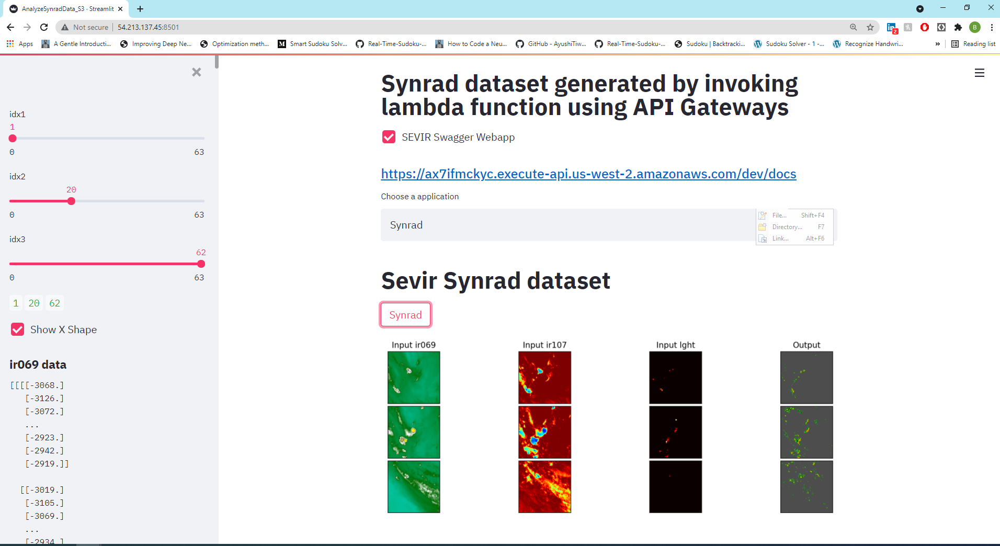 AnalyzeSynradData_S3 · Streamlit
Not secure
54.213.137.45:8501
2
B
Apps
A Gentle Introducti...
Improving Deep Ne...
Optimization meth...
Smart Sudoku Solv...
Real-Time-Sudoku-...
How to Code a Neu...
GitHub - AyushiTiw...
Real-Time-Sudoku-...
Sudoku | Backtracki...
Sudoku Solver - 1 -...
Recognize Handwri...
»
Reading list
idx1
1
0 63
idx2
20
0 63
idx3
62
0 63
1 20 62
Show X Shape
ir069 data
[[[[-3068.]
[-3126.]
[-3072.]
...
[-2923.]
[-2942.]
[-2919.]]
[[-3019.]
[-3105.]
[-3069.]
...
[-2934.]
Synrad dataset generated by invoking
lambda function using API Gateways
SEVIR Swagger Webapp
https://ax7ifmckyc.execute-api.us-west-2.amazonaws.com/dev/docs
Choose a application
Synrad
File... Shift+F4
Directory... F7
Link... Alt+F6
Sevir Synrad dataset
Synrad
Input ir069
Input ir107
Input lght
Output